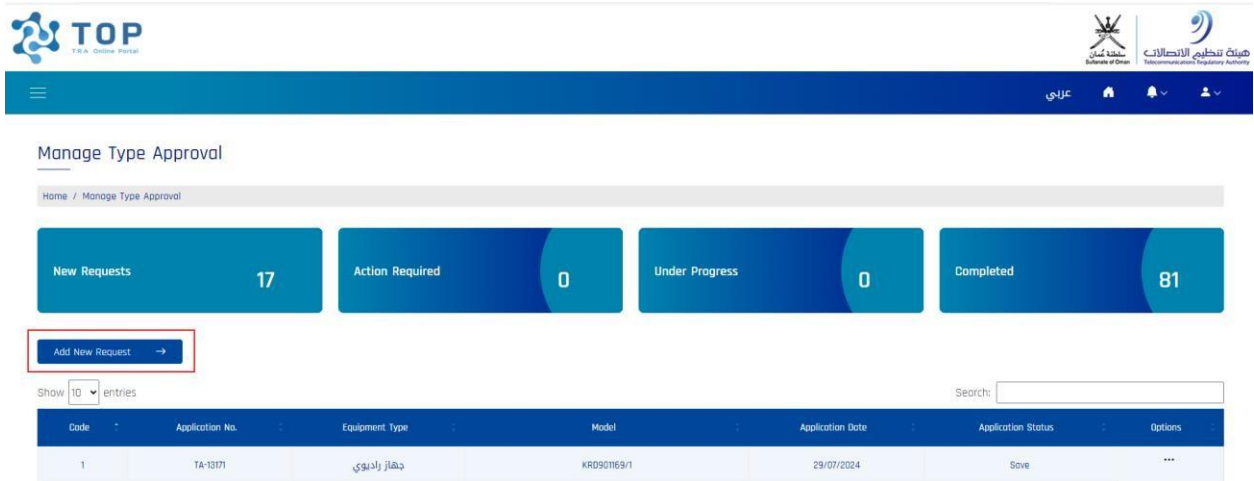 TOP
TRA Online Portal
سلطنة عُمان
Sultanate of Oman
هيئة تنظيم الاتصالات
Telecommunications Regulatory Authority
عربي
Manage Type Approval
Home / Manage Type Approval
New Requests 17
Action Required 0
Under Progress 0
Completed 81
Add New Request →
Show 10 entries
Search:
Code Application No. Equipment Type Model Application Date Application Status Options
1 TA-13171 جهاز راديوي KRD901169/1 29/07/2024 Save ...